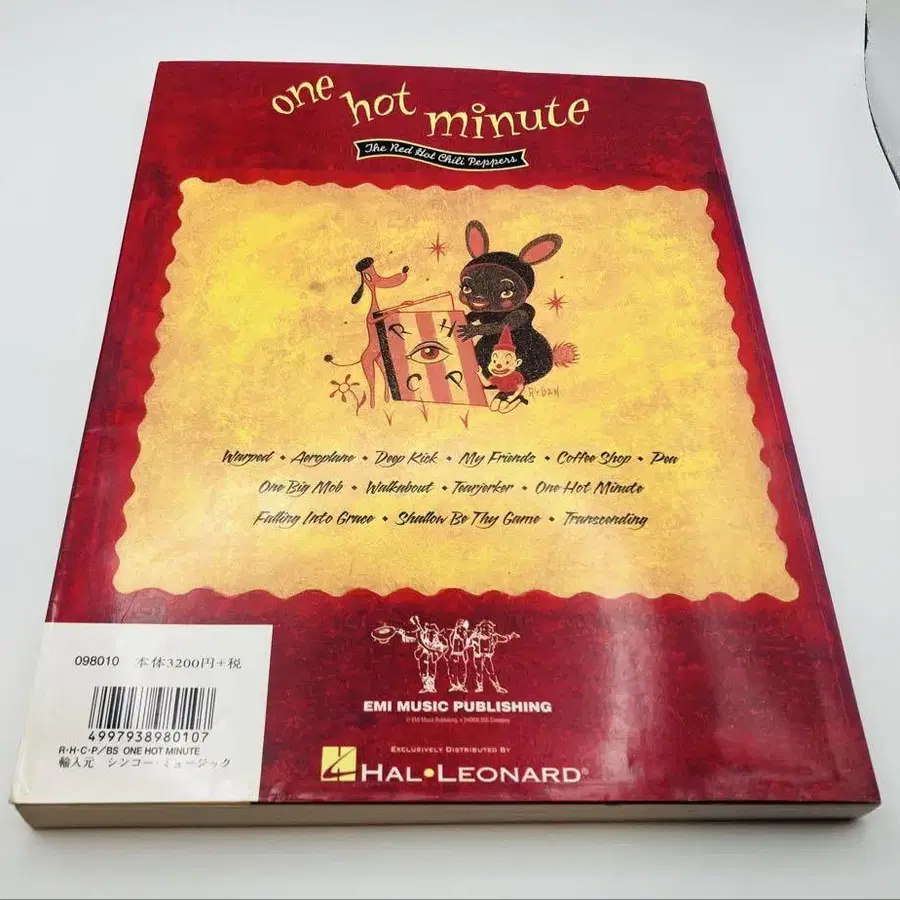 one hot minute
The Red Hot Chili Peppers
R H
C P
RYDEN
Warped • Aeroplane • Deep Kick • My Friends • Coffee Shop • Pea
One Big Mob • Walkabout • Tearjerker • One Hot Minute
Falling Into Grace • Shallow Be Thy Game • Transcending
EMI MUSIC PUBLISHING
EXCLUSIVELY DISTRIBUTED BY
HAL•LEONARD®
098010 本体3200円+税
4997938980107
R·H·C·P/BS ONE HOT MINUTE
輸入元 シンコー・ミュージック